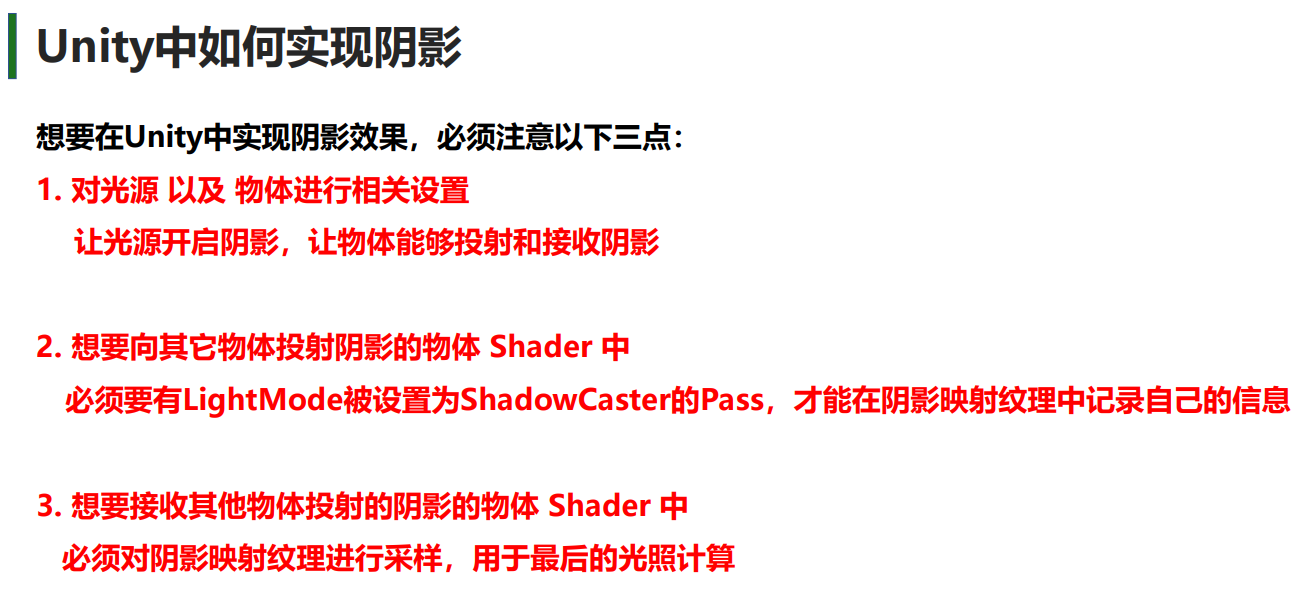 Unity中如何实现阴影
想要在Unity中实现阴影效果，必须注意以下三点：
1. 对光源 以及 物体进行相关设置
让光源开启阴影，让物体能够投射和接收阴影
2. 想要向其它物体投射阴影的物体 Shader 中
必须要有LightMode被设置为ShadowCaster的Pass，才能在阴影映射纹理中记录自己的信息
3. 想要接收其他物体投射的阴影的物体 Shader 中
必须对阴影映射纹理进行采样，用于最后的光照计算